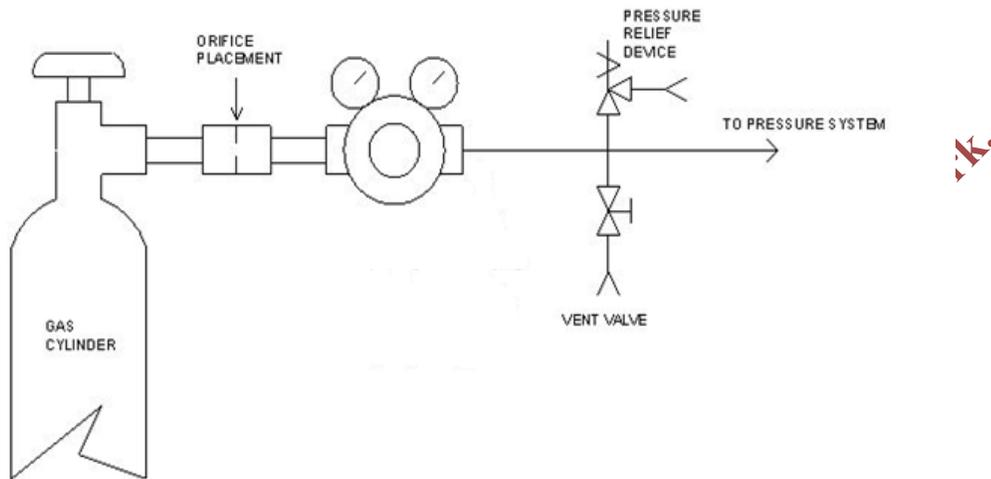 PRESSURE
RELIEF
DEVICE
ORIFICE
PLACEMENT
TO PRESSURE SYSTEM
VENT VALVE
GAS
CYLINDER